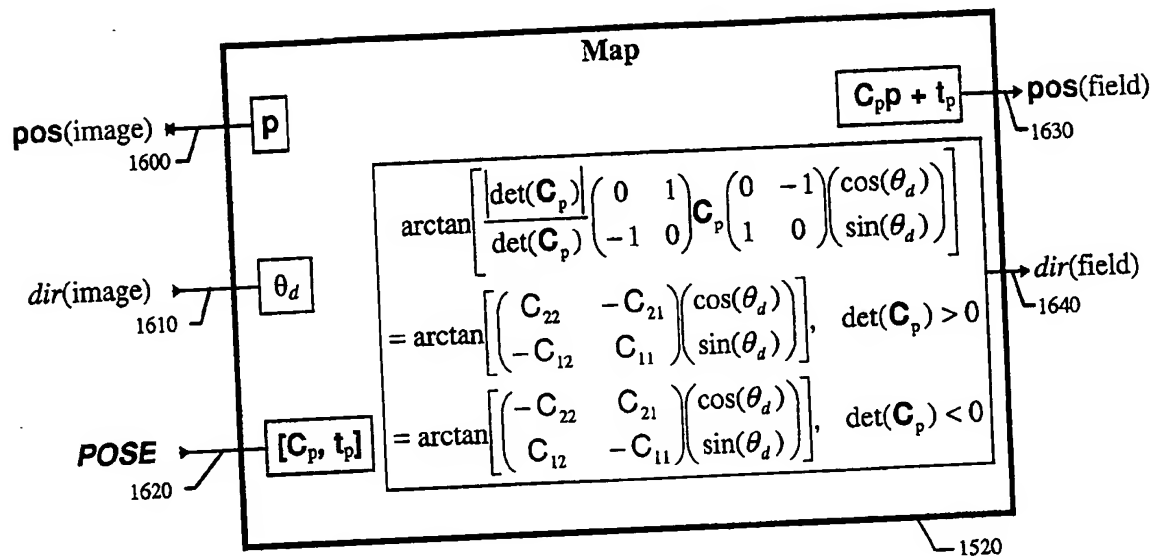 Map
pos(image)
1600
p
C_p p + t_p
pos(field)
1630
arctan[ |det(C_p)| / det(C_p) ( 0 1 ; -1 0 ) C_p ( 0 -1 ; 1 0 ) ( cos(θ_d) ; sin(θ_d) ) ]
dir(image)
1610
θ_d
dir(field)
1640
= arctan[ ( C_22 -C_21 ; -C_12 C_11 ) ( cos(θ_d) ; sin(θ_d) ) ], det(C_p) > 0
POSE
1620
[C_p, t_p]
= arctan[ ( -C_22 C_21 ; C_12 -C_11 ) ( cos(θ_d) ; sin(θ_d) ) ], det(C_p) < 0
1520